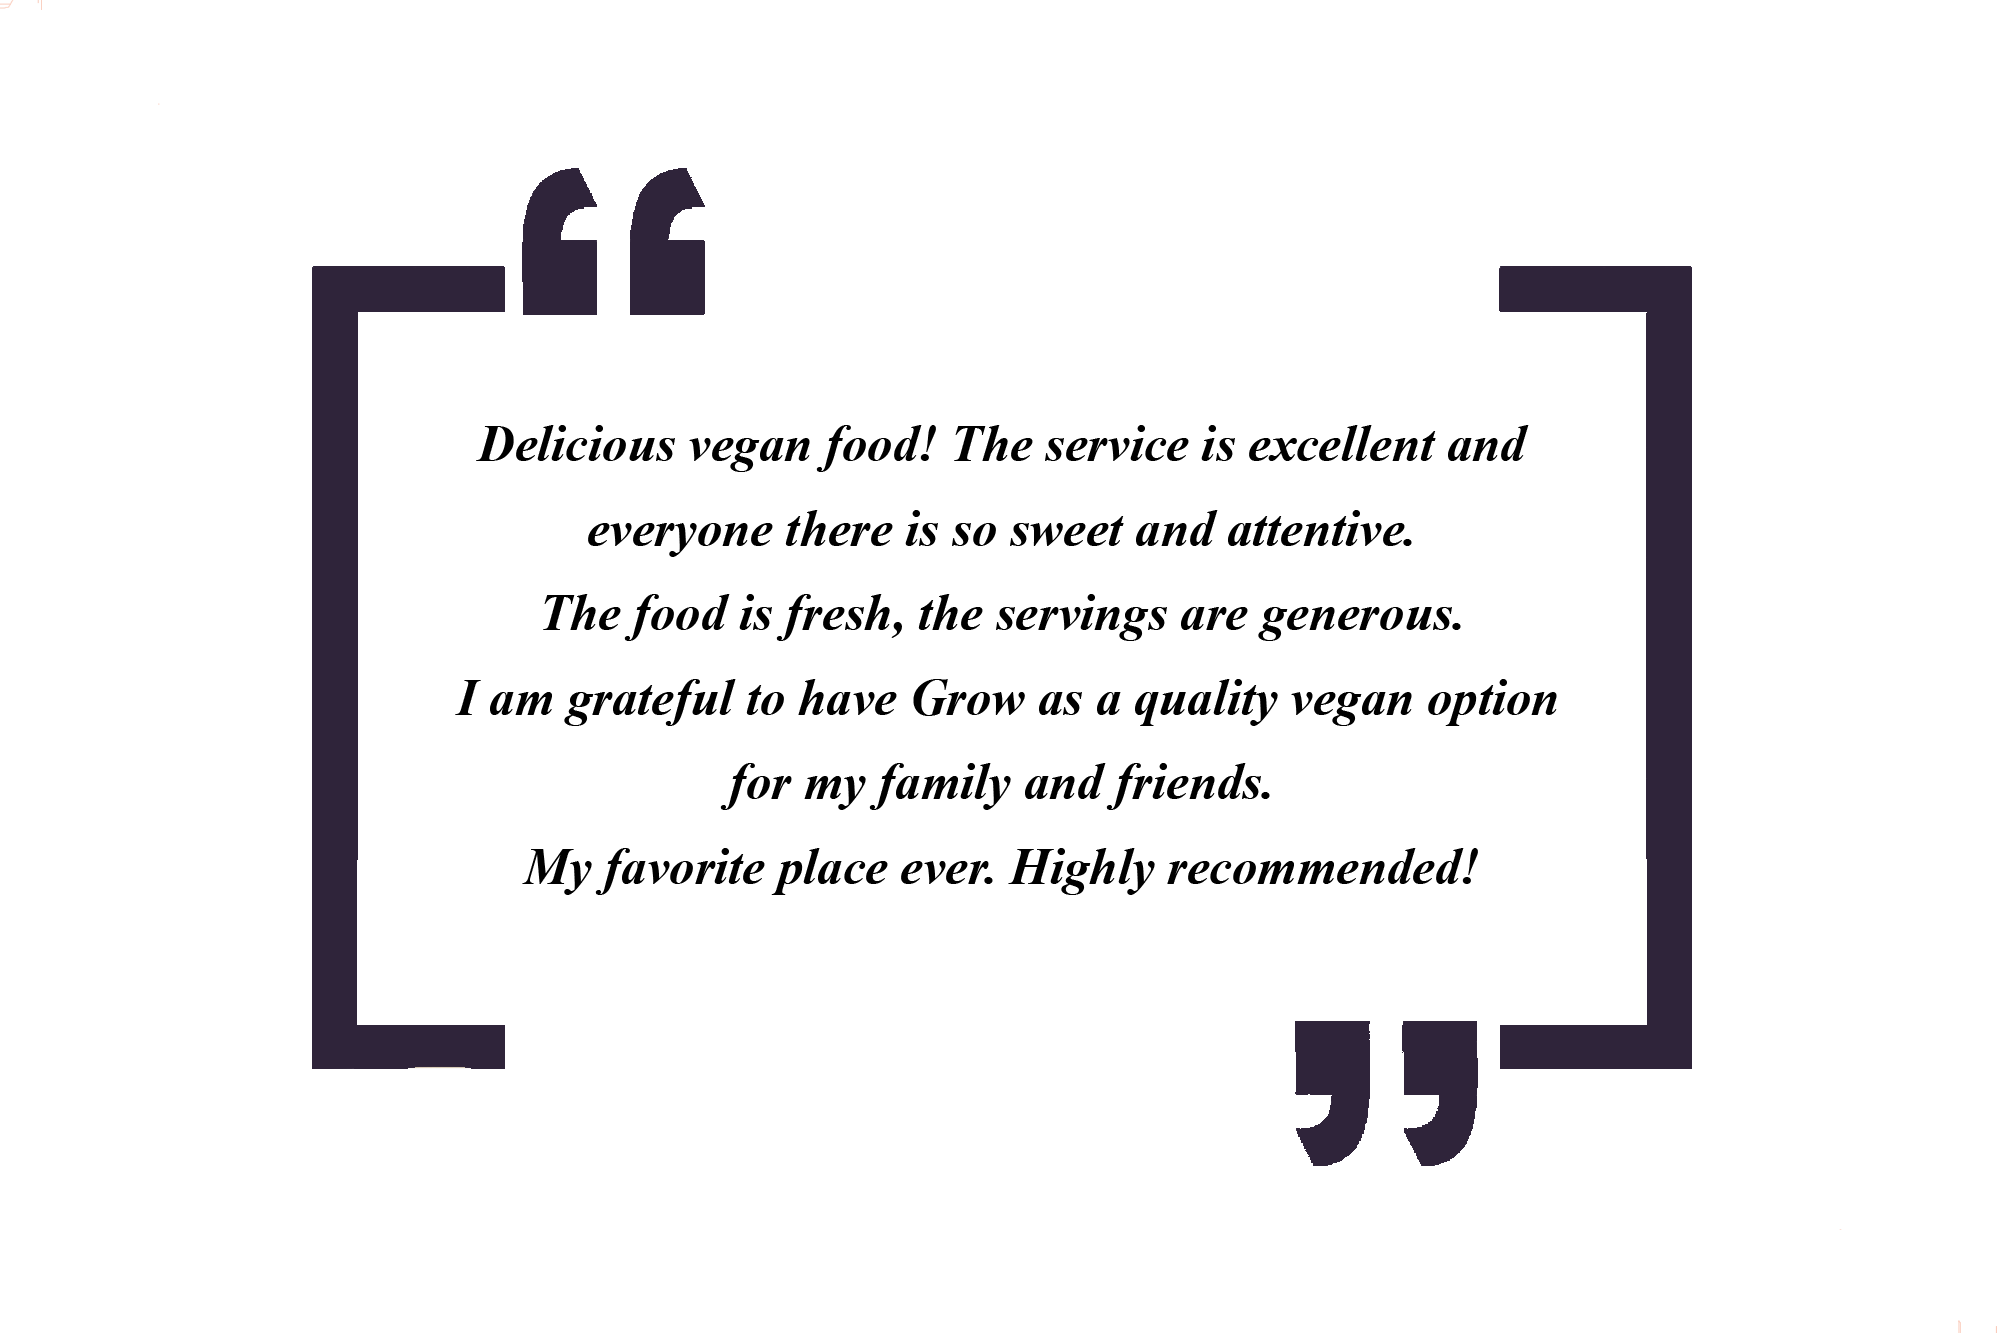 Delicious vegan food! The service is excellent and
everyone there is so sweet and attentive.
The food is fresh, the servings are generous.
I am grateful to have Grow as a quality vegan option
for my family and friends.
My favorite place ever. Highly recommended!